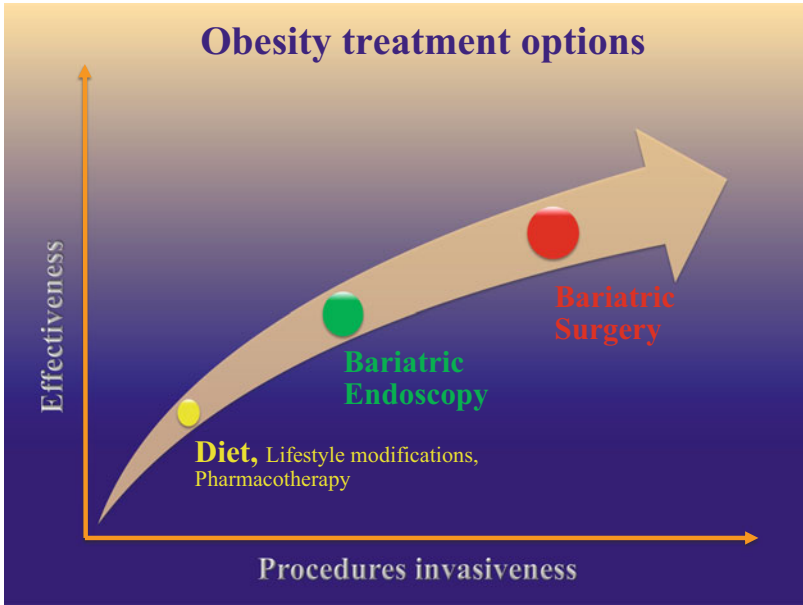 Obesity treatment options
Effectiveness
Bariatric
Surgery
Bariatric
Endoscopy
Diet, Lifestyle modifications,
Pharmacotherapy
Procedures invasiveness